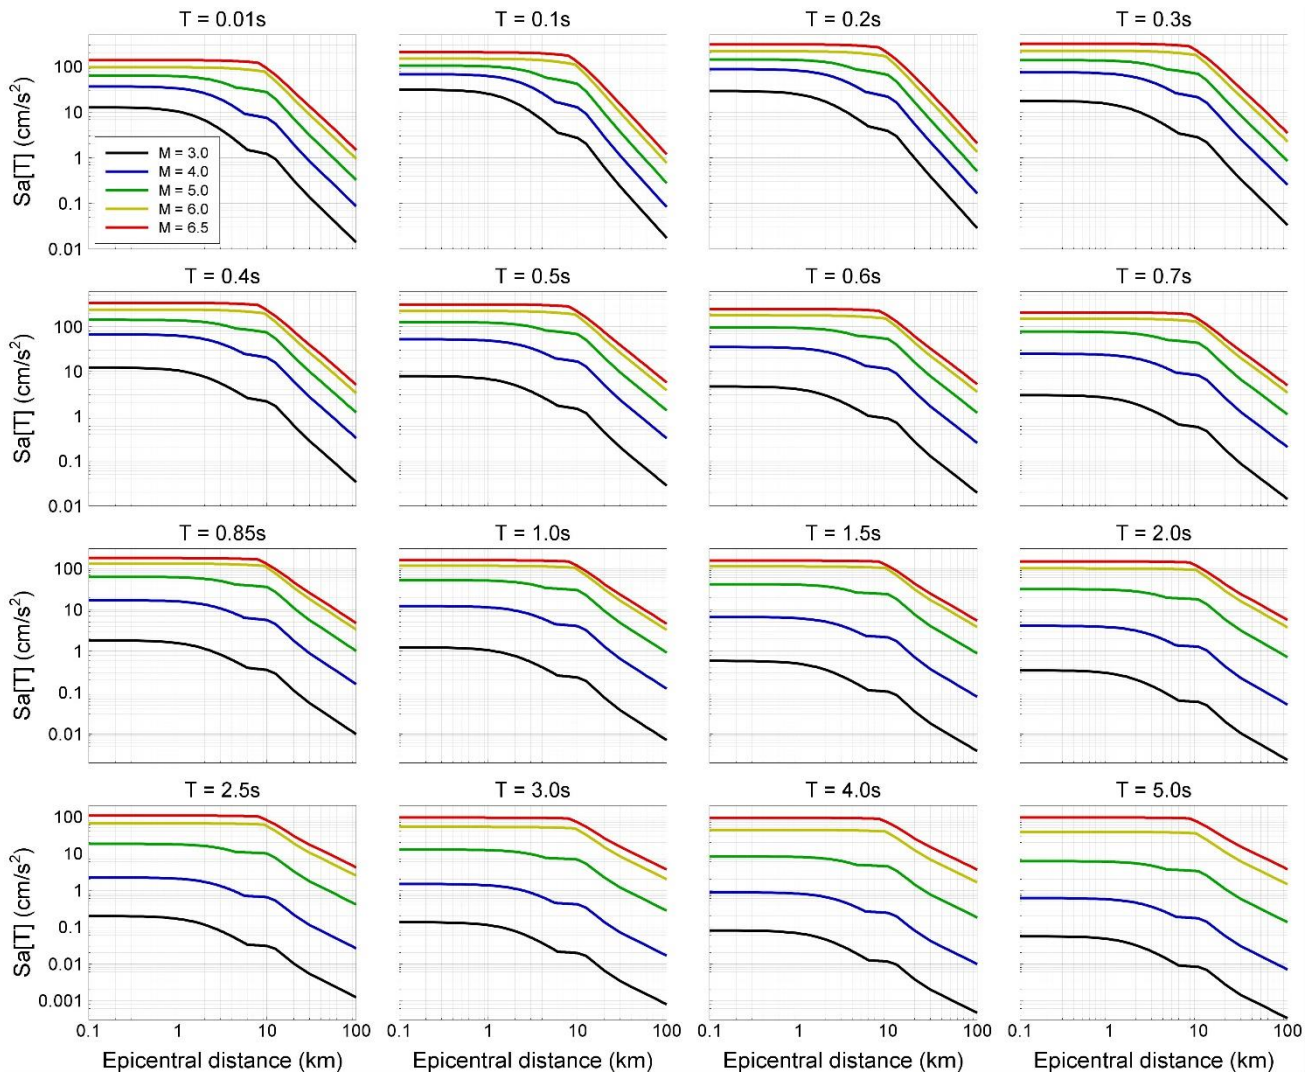 T = 0.01s T = 0.1s T = 0.2s T = 0.3s
Sa[T] (cm/s²)
100
10
1
0.1
0.01
M = 3.0
M = 4.0
M = 5.0
M = 6.0
M = 6.5
T = 0.4s T = 0.5s T = 0.6s T = 0.7s
Sa[T] (cm/s²)
100
10
1
0.1
0.01
T = 0.85s T = 1.0s T = 1.5s T = 2.0s
Sa[T] (cm/s²)
100
10
1
0.1
0.01
T = 2.5s T = 3.0s T = 4.0s T = 5.0s
Sa[T] (cm/s²)
100
10
1
0.1
0.01
0.001
0.1 1 10 100 0.1 1 10 100 0.1 1 10 100 0.1 1 10 100
Epicentral distance (km) Epicentral distance (km) Epicentral distance (km) Epicentral distance (km)